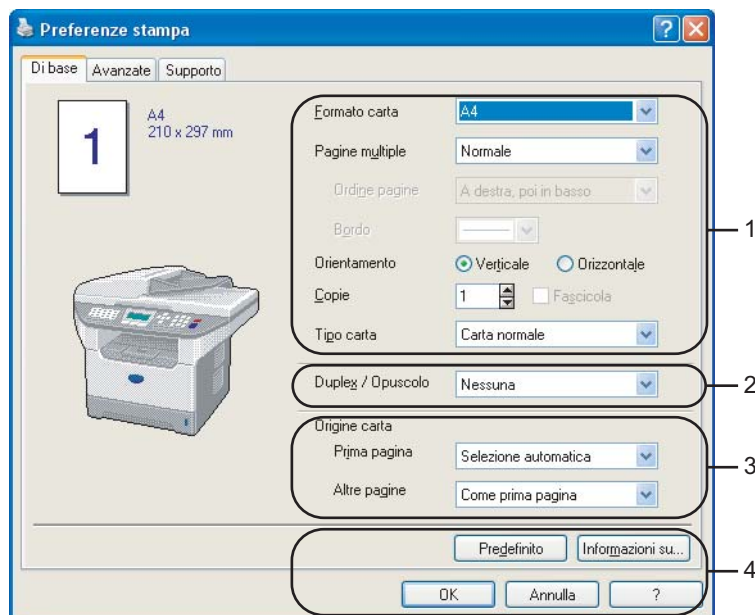 Preferenze stampa
Di base Avanzate Supporto
1
A4
210 x 297 mm
Formato carta A4
Pagine multiple Normale
Ordine pagine A destra, poi in basso
Bordo
Orientamento Verticale Orizzontale
Copie 1 Fascicola
Tipo carta Carta normale
1
Duplex / Opuscolo Nessuna
2
Origine carta
Prima pagina Selezione automatica
Altre pagine Come prima pagina
3
Predefinito Informazioni su...
OK Annulla ?
4